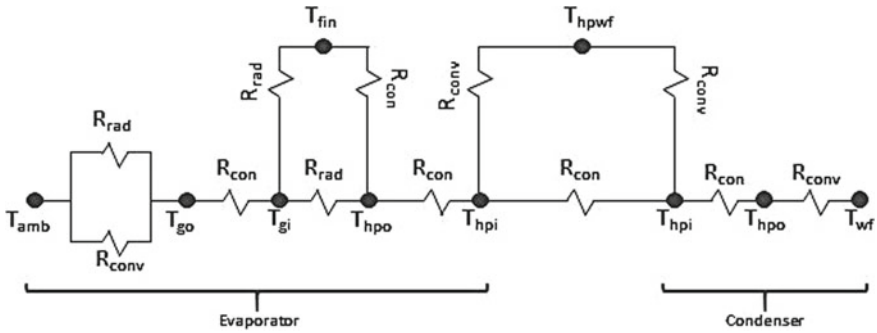 T_fin
T_hpwf
R_rad
R_con
R_conv
R_conv
R_rad
R_con
R_rad
R_con
R_con
R_con
R_conv
T_amb
T_go
T_gi
T_hpo
T_hpi
T_hpi
T_hpo
T_wf
R_conv
Evaporator
Condenser